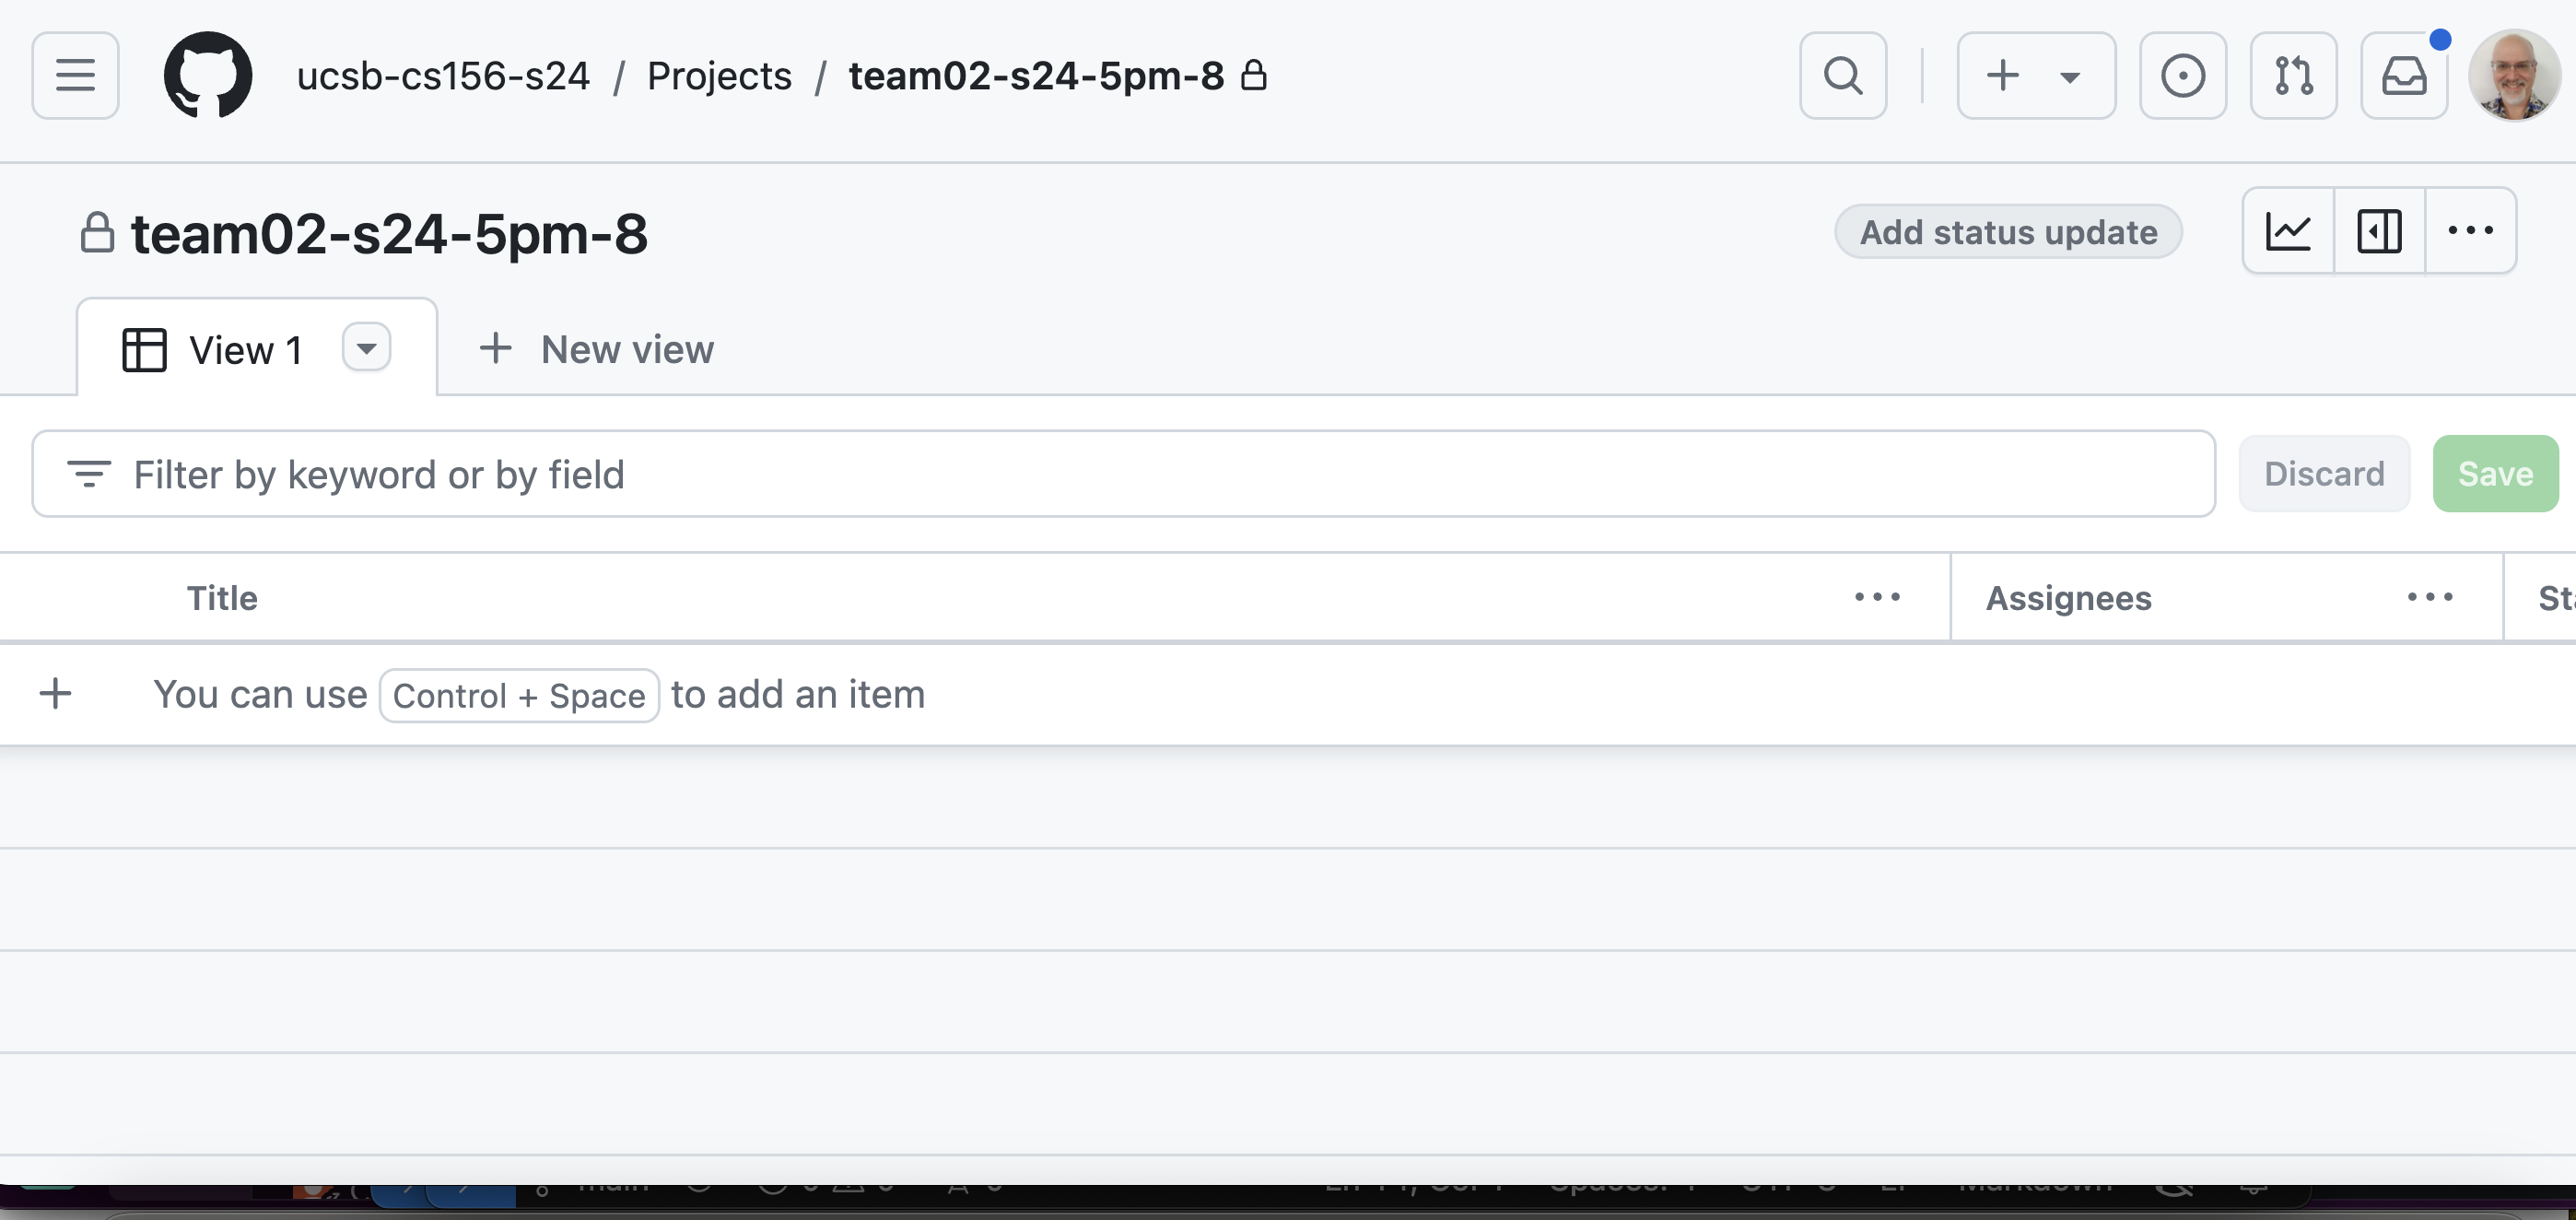 ucsb-cs156-s24 / Projects / team02-s24-5pm-8
team02-s24-5pm-8
Add status update
View 1
New view
Filter by keyword or by field
Discard
Save
Title
Assignees
You can use Control + Space to add an item